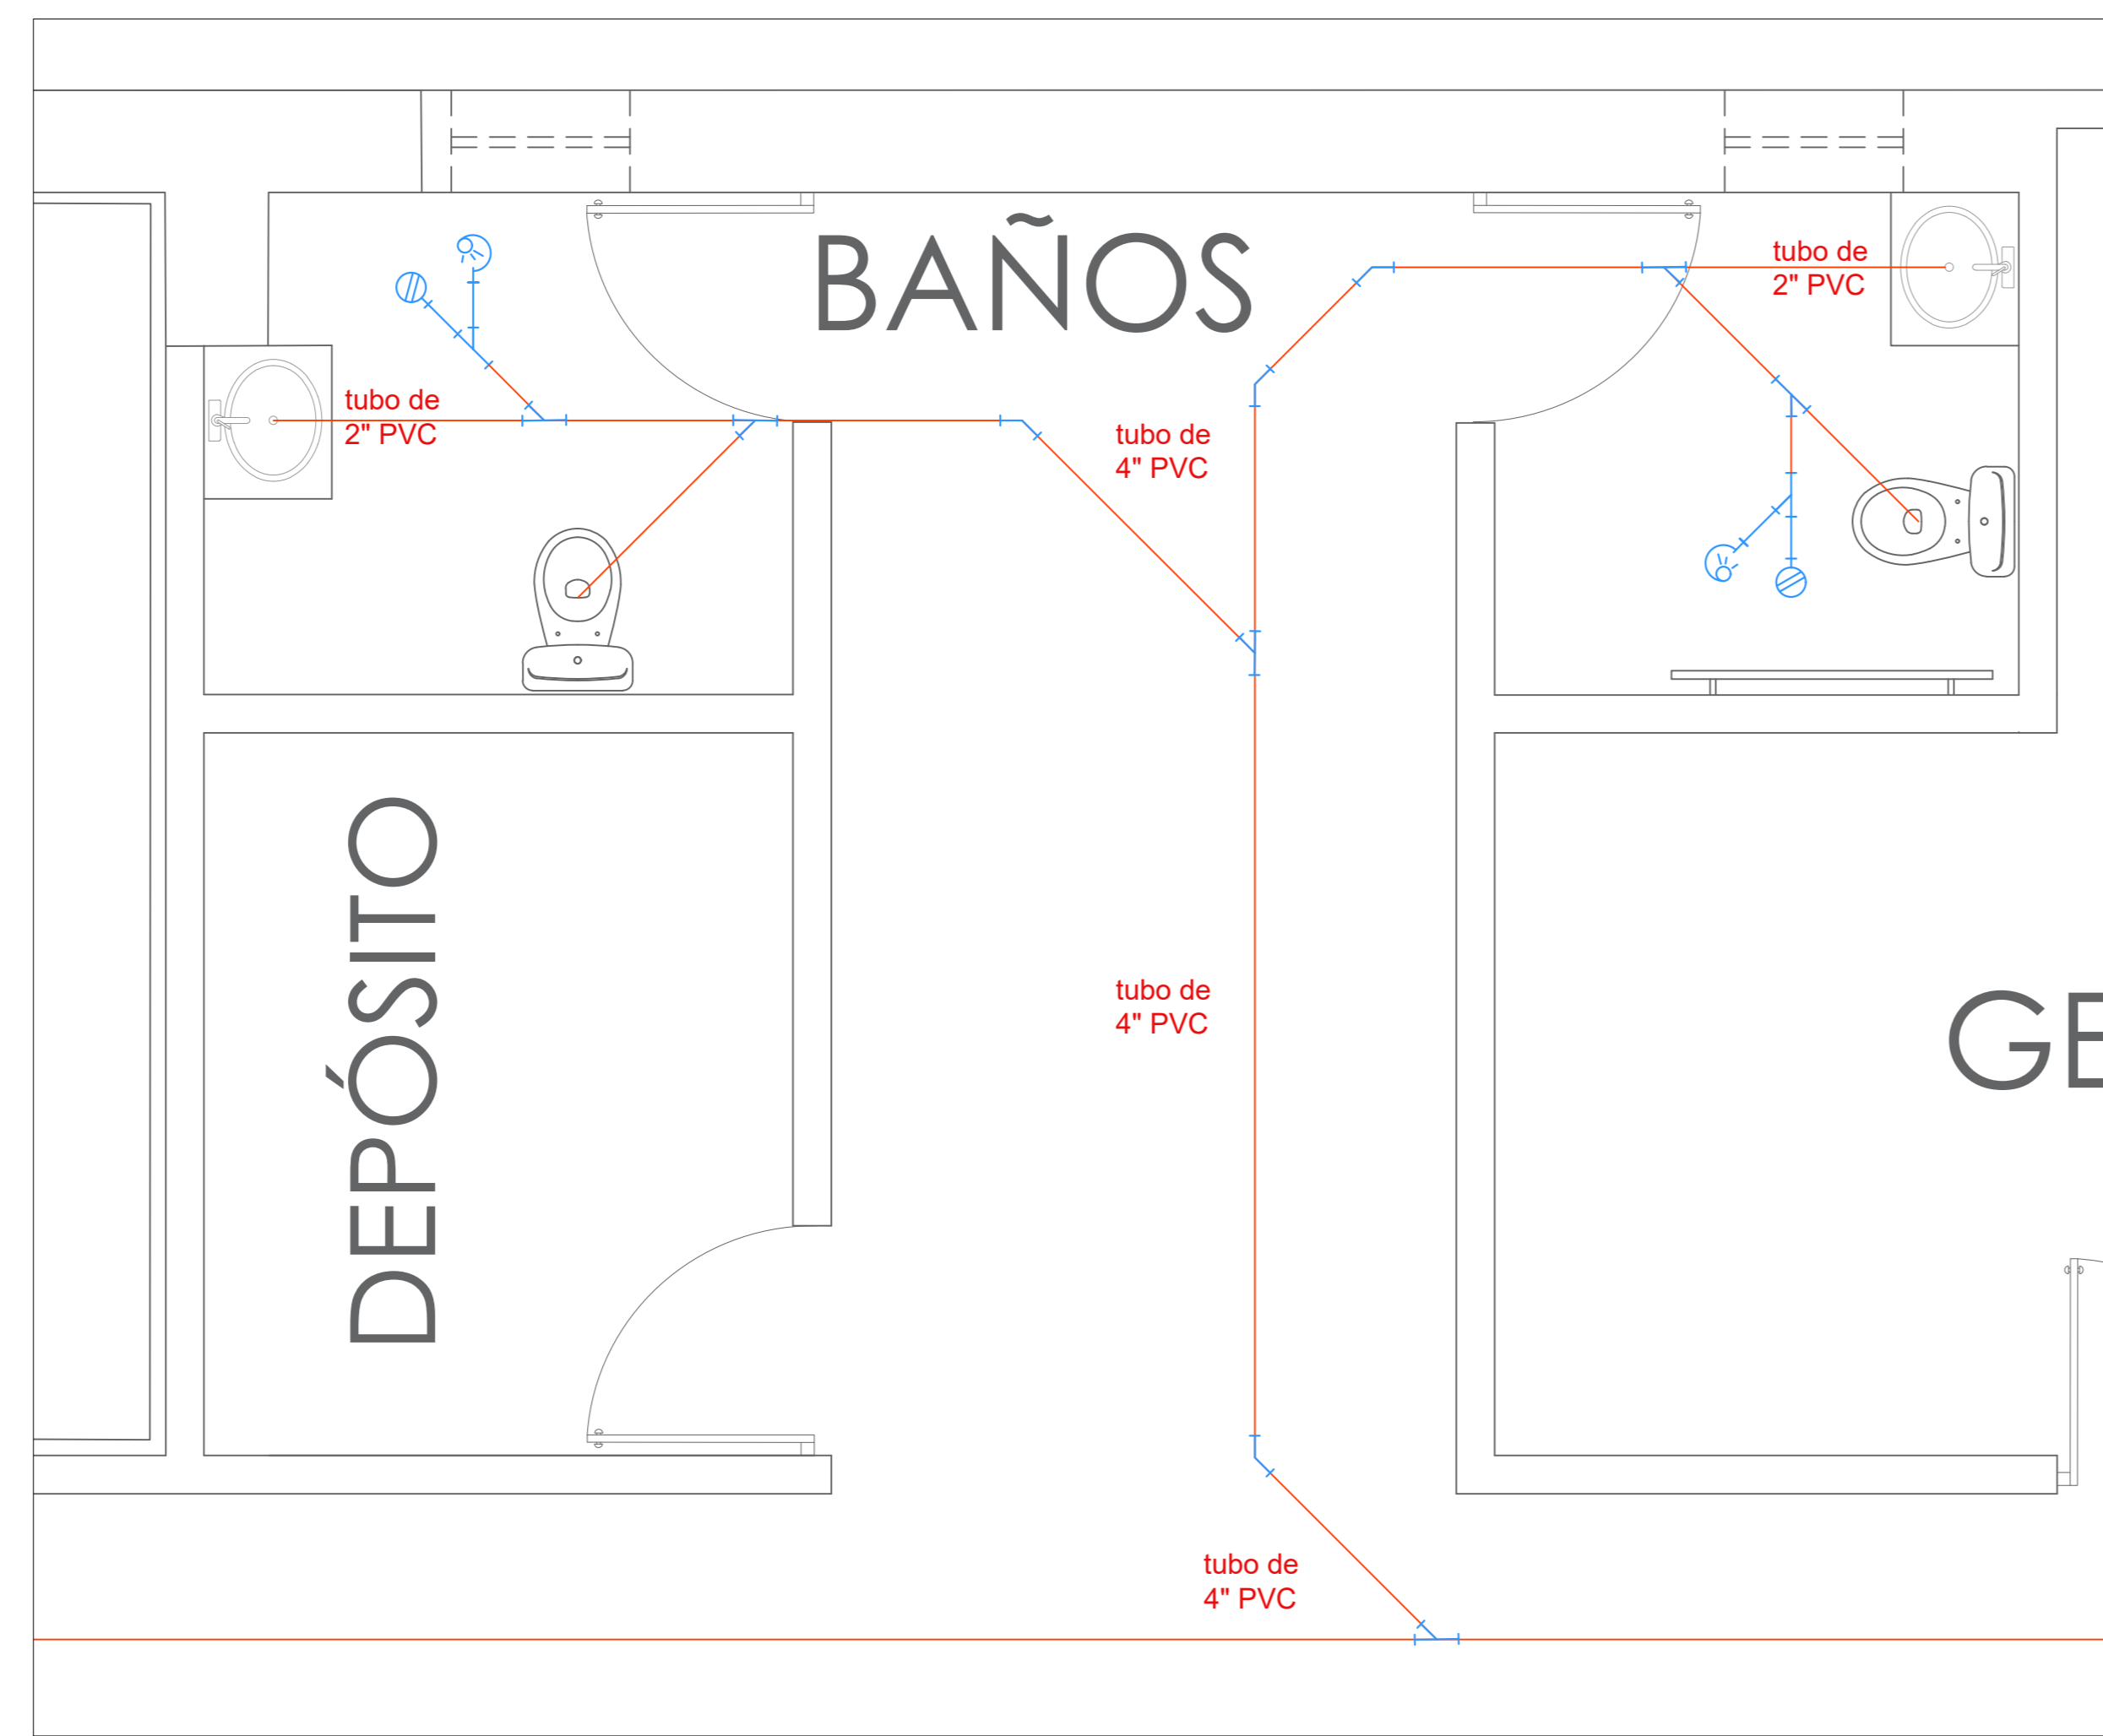 BAÑOS
tubo de
2" PVC
tubo de
2" PVC
tubo de
4" PVC
DEPÓSITO
tubo de
4" PVC
GE
tubo de
4" PVC